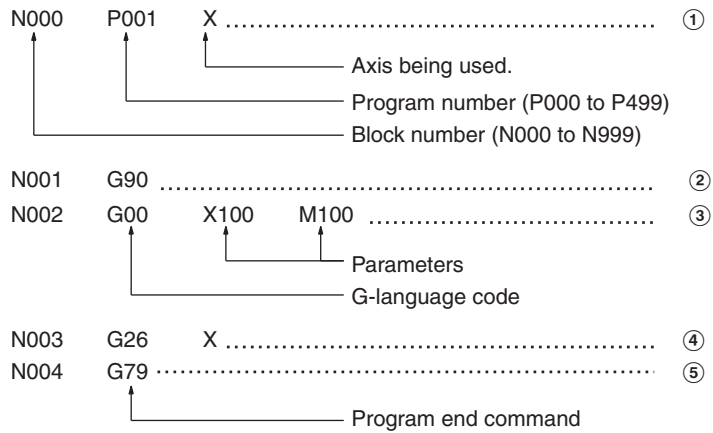 N000 P001 X ①
Axis being used.
Program number (P000 to P499)
Block number (N000 to N999)
N001 G90 ②
N002 G00 X100 M100 ③
Parameters
G-language code
N003 G26 X ④
N004 G79 ⑤
Program end command